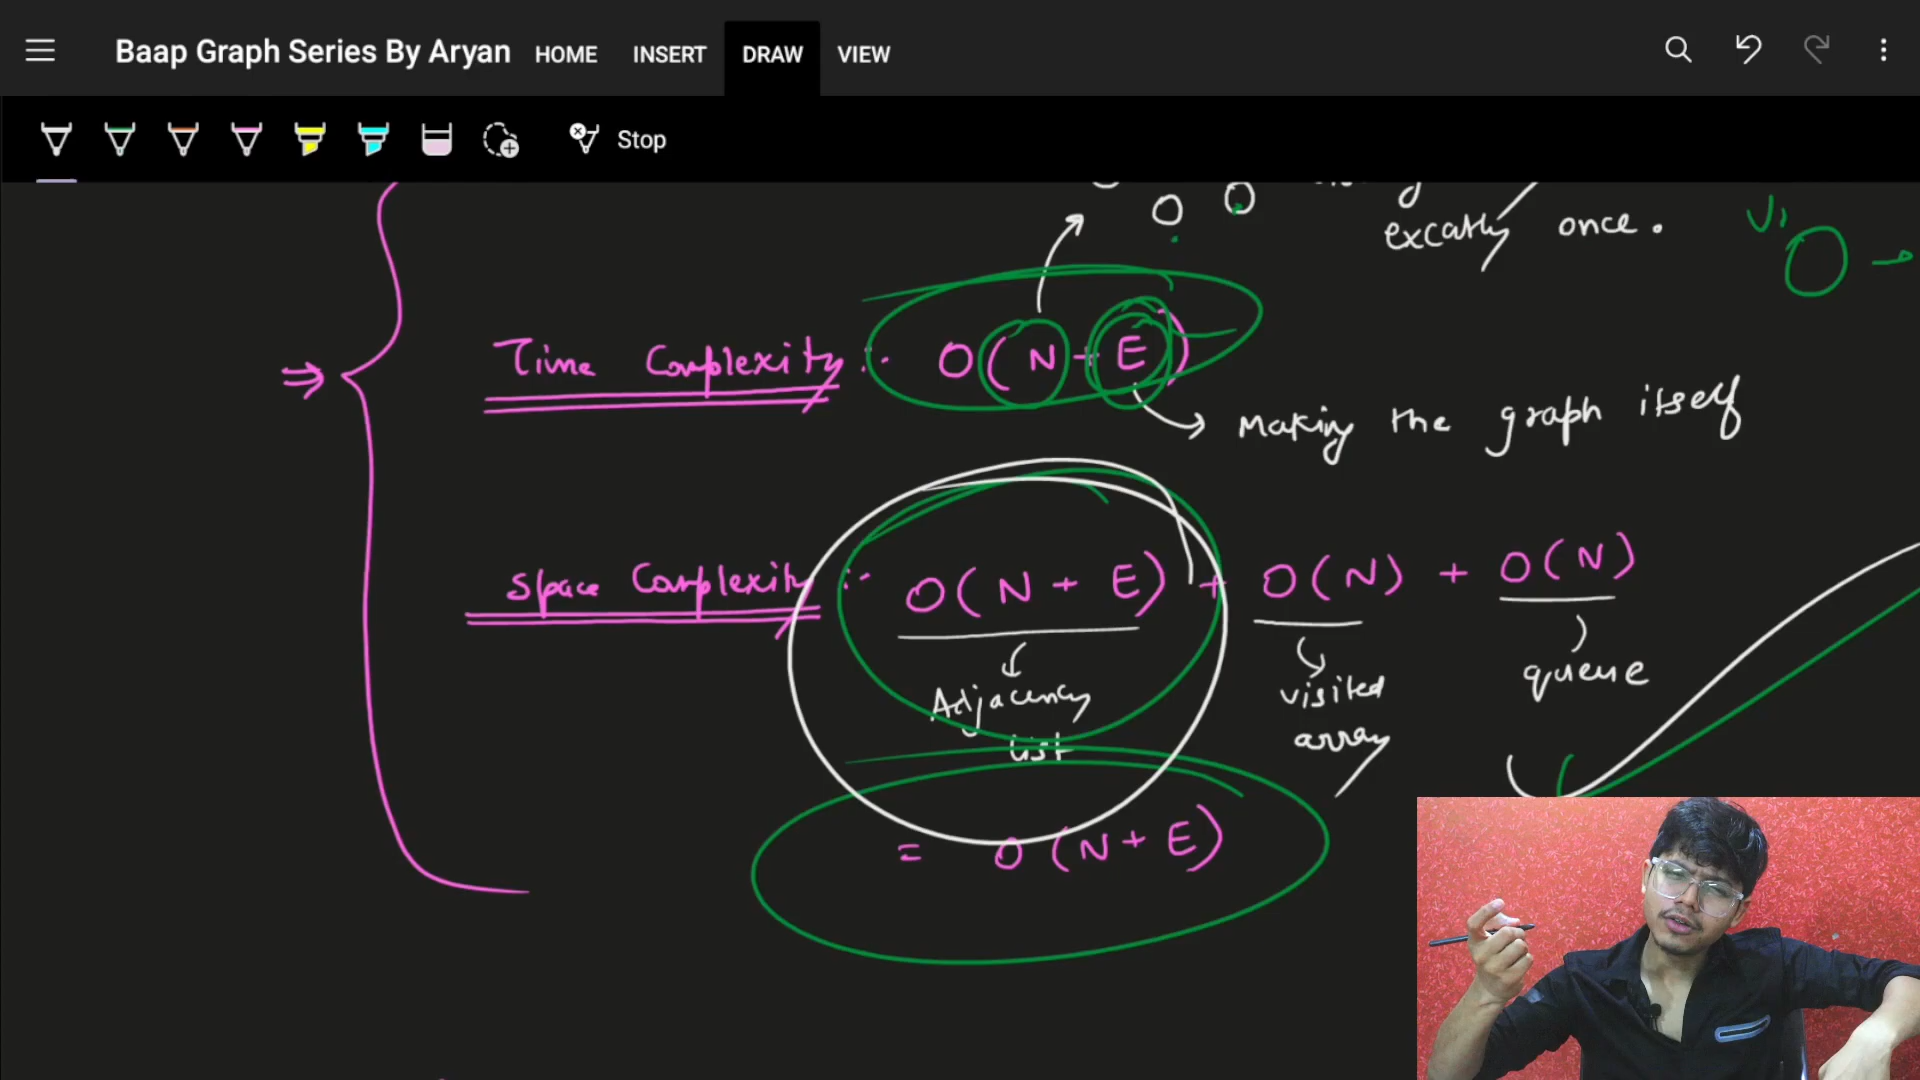 Baap Graph Series By Aryan HOME INSERT DRAW VIEW
Stop
excatly once.
V1
Time Complexity :- O(N+E)
Making the graph itself
Space Complexity :- O(N+E) + O(N) + O(N)
Adjacency list
visited array
queue
= O(N+E)